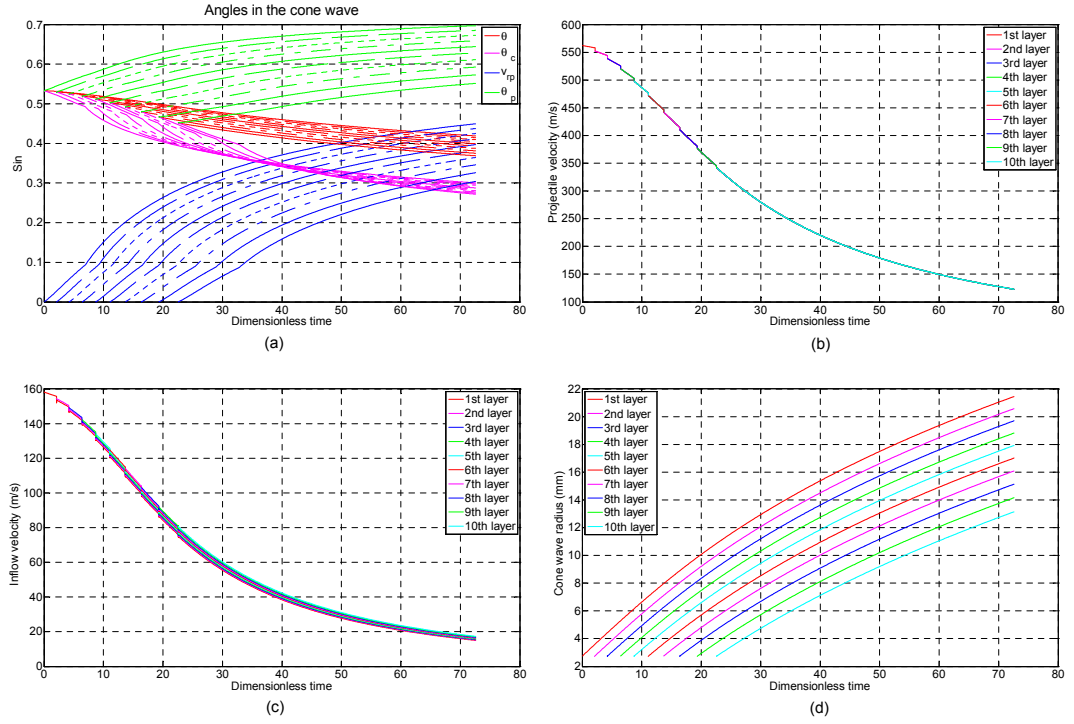 Angles in the cone wave
0.7
0.6
0.5
0.4
0.3
0.2
0.1
0
Sin
0 10 20 30 40 50 60 70 80
Dimensionless time
θ
θc
vrp
θp
(a)
600
550
500
450
400
350
300
250
200
150
100
Projectile velocity (m/s)
0 10 20 30 40 50 60 70 80
Dimensionless time
1st layer
2nd layer
3rd layer
4th layer
5th layer
6th layer
7th layer
8th layer
9th layer
10th layer
(b)
160
140
120
100
80
60
40
20
0
Inflow velocity (m/s)
0 10 20 30 40 50 60 70 80
Dimensionless time
1st layer
2nd layer
3rd layer
4th layer
5th layer
6th layer
7th layer
8th layer
9th layer
10th layer
(c)
22
20
18
16
14
12
10
8
6
4
2
Cone wave radius (mm)
0 10 20 30 40 50 60 70 80
Dimensionless time
1st layer
2nd layer
3rd layer
4th layer
5th layer
6th layer
7th layer
8th layer
9th layer
10th layer
(d)